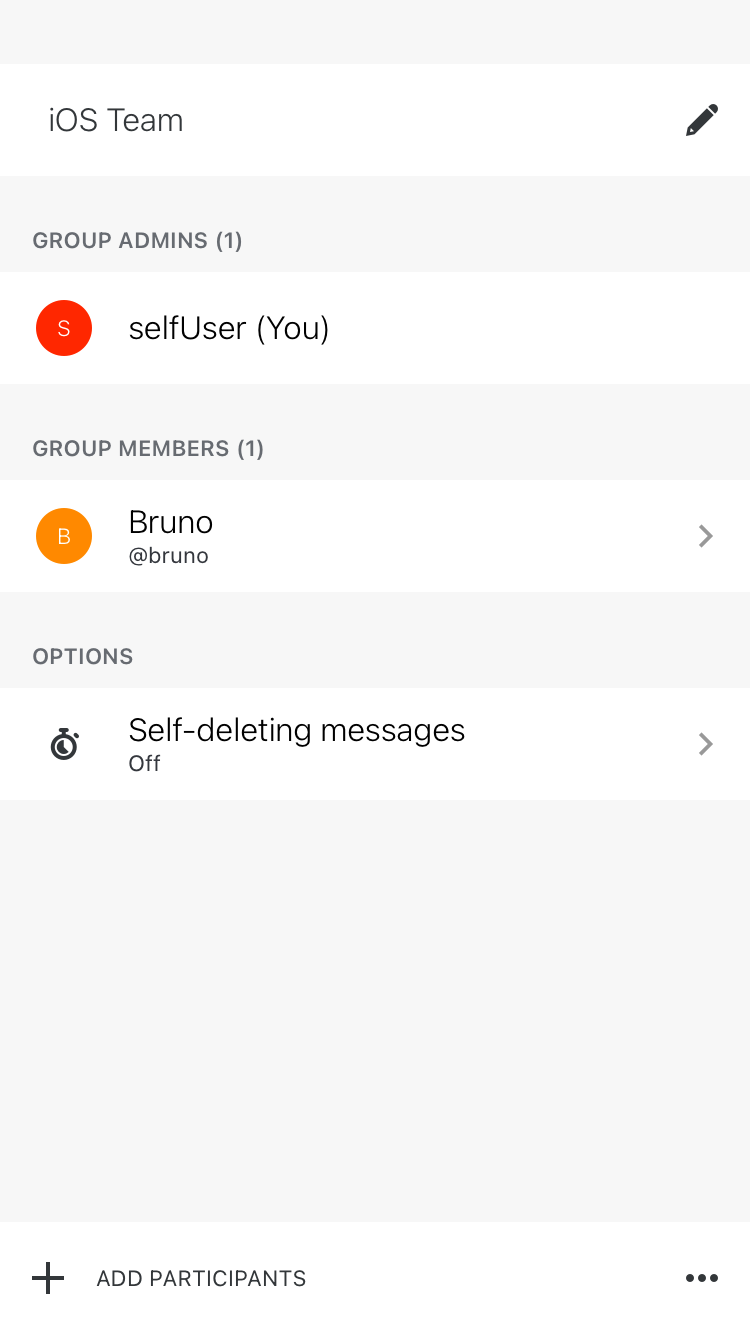 iOS Team
GROUP ADMINS (1)
S
selfUser (You)
GROUP MEMBERS (1)
B
Bruno
@bruno
OPTIONS
Self-deleting messages
Off
ADD PARTICIPANTS